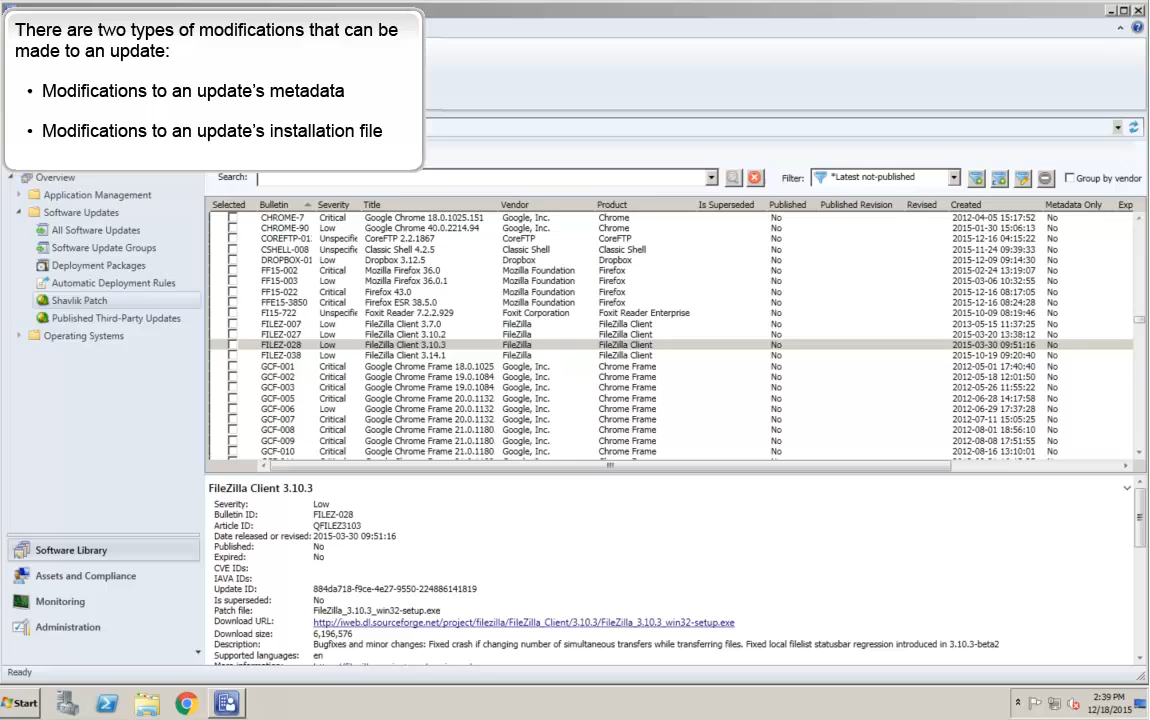 There are two types of modifications that can be
made to an update:
• Modifications to an update's metadata
• Modifications to an update's installation file
Overview
Application Management
Software Updates
All Software Updates
Software Update Groups
Deployment Packages
Automatic Deployment Rules
Shavlik Patch
Published Third-Party Updates
Operating Systems
Software Library
Assets and Compliance
Monitoring
Administration
Search: Filter: *Latest not-published Group by vendor
Selected Bulletin Severity Title Vendor Product Is Superseded Published Published Revision Revised Created Metadata Only Exp
CHROME-7 Critical Google Chrome 18.0.1025.151 Google, Inc. Chrome No 2012-04-05 15:17:52 No
CHROME-90 Low Google Chrome 40.0.2214.94 Google, Inc. Chrome No 2015-01-30 15:06:13 No
COREFTP-01 Unspecifie CoreFTP 2.2.1867 CoreFTP CoreFTP No 2015-12-16 04:15:22 No
CSHELL-008 Unspecifie Classic Shell 4.2.5 Classic Shell Classic Shell No 2015-11-24 09:39:33 No
DROPBOX-01 Low Dropbox 3.12.5 Dropbox Dropbox No 2015-12-09 09:14:30 No
FF15-002 Critical Mozilla Firefox 36.0 Mozilla Foundation Firefox No 2015-02-24 13:19:07 No
FF15-003 Low Mozilla Firefox 36.0.1 Mozilla Foundation Firefox No 2015-03-06 10:32:55 No
FF15-022 Critical Firefox 43.0 Mozilla Foundation Firefox No 2015-12-16 08:17:05 No
FFE15-3850 Critical Firefox ESR 38.5.0 Mozilla Foundation Firefox No 2015-12-16 08:24:28 No
FI15-722 Unspecifie Foxit Reader 7.2.2.929 Foxit Corporation Foxit Reader Enterprise No 2015-10-09 08:19:46 No
FILEZ-007 Low FileZilla Client 3.7.0 FileZilla FileZilla Client No 2013-05-15 11:37:25 No
FILEZ-027 Low FileZilla Client 3.10.2 FileZilla FileZilla Client No 2015-03-20 13:38:12 No
FILEZ-028 Low FileZilla Client 3.10.3 FileZilla FileZilla Client No 2015-03-30 09:51:16 No
FILEZ-038 Low FileZilla Client 3.14.1 FileZilla FileZilla Client No 2015-10-19 09:20:40 No
GCF-001 Critical Google Chrome Frame 18.0.1025 Google, Inc. Chrome Frame No 2012-05-01 17:40:40 No
GCF-002 Critical Google Chrome Frame 19.0.1084 Google, Inc. Chrome Frame No 2012-05-18 12:01:50 No
GCF-003 Critical Google Chrome Frame 19.0.1084 Google, Inc. Chrome Frame No 2012-05-26 11:55:22 No
GCF-005 Critical Google Chrome Frame 20.0.1132 Google, Inc. Chrome Frame No 2012-06-28 14:17:58 No
GCF-006 Low Google Chrome Frame 20.0.1132 Google, Inc. Chrome Frame No 2012-06-29 17:37:28 No
GCF-007 Critical Google Chrome Frame 20.0.1132 Google, Inc. Chrome Frame No 2012-07-11 15:05:25 No
GCF-008 Critical Google Chrome Frame 21.0.1180 Google, Inc. Chrome Frame No 2012-08-01 18:56:10 No
GCF-009 Critical Google Chrome Frame 21.0.1180 Google, Inc. Chrome Frame No 2012-08-08 17:51:55 No
GCF-010 Critical Google Chrome Frame 21.0.1180 Google, Inc. Chrome Frame No 2012-08-16 13:10:01 No
FileZilla Client 3.10.3
Severity: Low
Bulletin ID: FILEZ-028
Article ID: QFILEZ3103
Date released or revised: 2015-03-30 09:51:16
Published: No
Expired: No
CVE IDs:
IAVA IDs:
Update ID: 884da718-f9ce-4e27-9550-224886141819
Is superseded: No
Patch file: FileZilla_3.10.3_win32-setup.exe
Download URL: http://web.dl.sourceforge.net/project/filezilla/FileZilla_Client/3.10.3/FileZilla_3.10.3_win32-setup.exe
Download size: 6,196,576
Description: Bugfixes and minor changes: Fixed crash if changing number of simultaneous transfers while transferring files. Fixed local filelist statusbar regression introduced in 3.10.3-beta2
Supported languages: en
Ready
Start
2:39 PM
12/18/2015